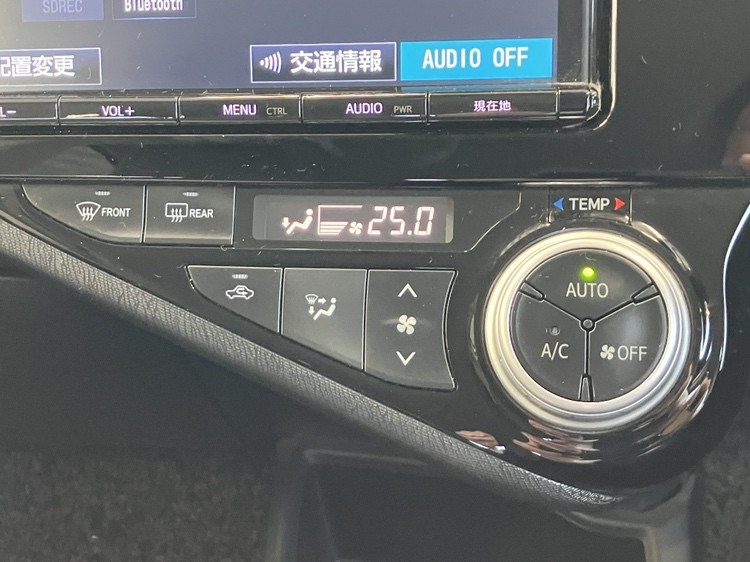 SDREC
Bluetooth
配置変更
交通情報
AUDIO OFF
VOL+
MENU CTRL
AUDIO PWR
現在地
FRONT
REAR
25.0
TEMP
AUTO
A/C
OFF